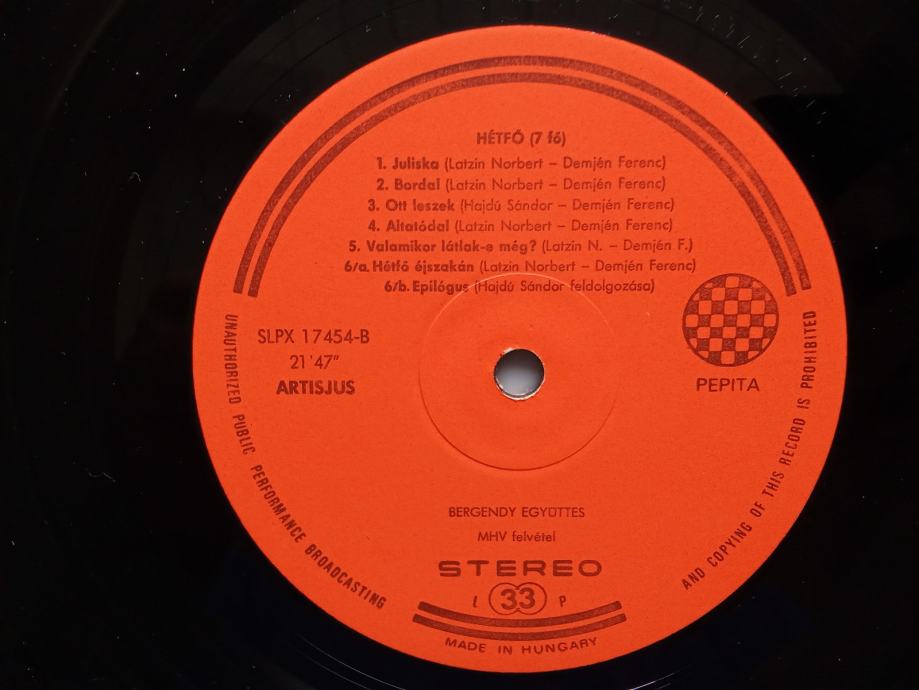 HÉTFŐ (7 fő)
1. Juliska (Latzin Norbert – Demjén Ferenc)
2. Bordal (Latzin Norbert – Demjén Ferenc)
3. Ott leszek (Hajdú Sándor – Demjén Ferenc)
4. Altatódal (Latzin Norbert – Demjén Ferenc)
5. Valamikor látlak-e még? (Latzin N. – Demjén F.)
6/a. Hétfő éjszakán (Latzin Norbert – Demjén Ferenc)
6/b. Epilógus (Hajdú Sándor feldolgozása)
SLPX 17454-B
21'47"
ARTISJUS
PEPITA
BERGENDY EGYÜTTES
MHV felvétel
STEREO
L 33 P
MADE IN HUNGARY
UNAUTHORIZED PUBLIC PERFORMANCE BROADCASTING
AND COPYING OF THIS RECORD IS PROHIBITED